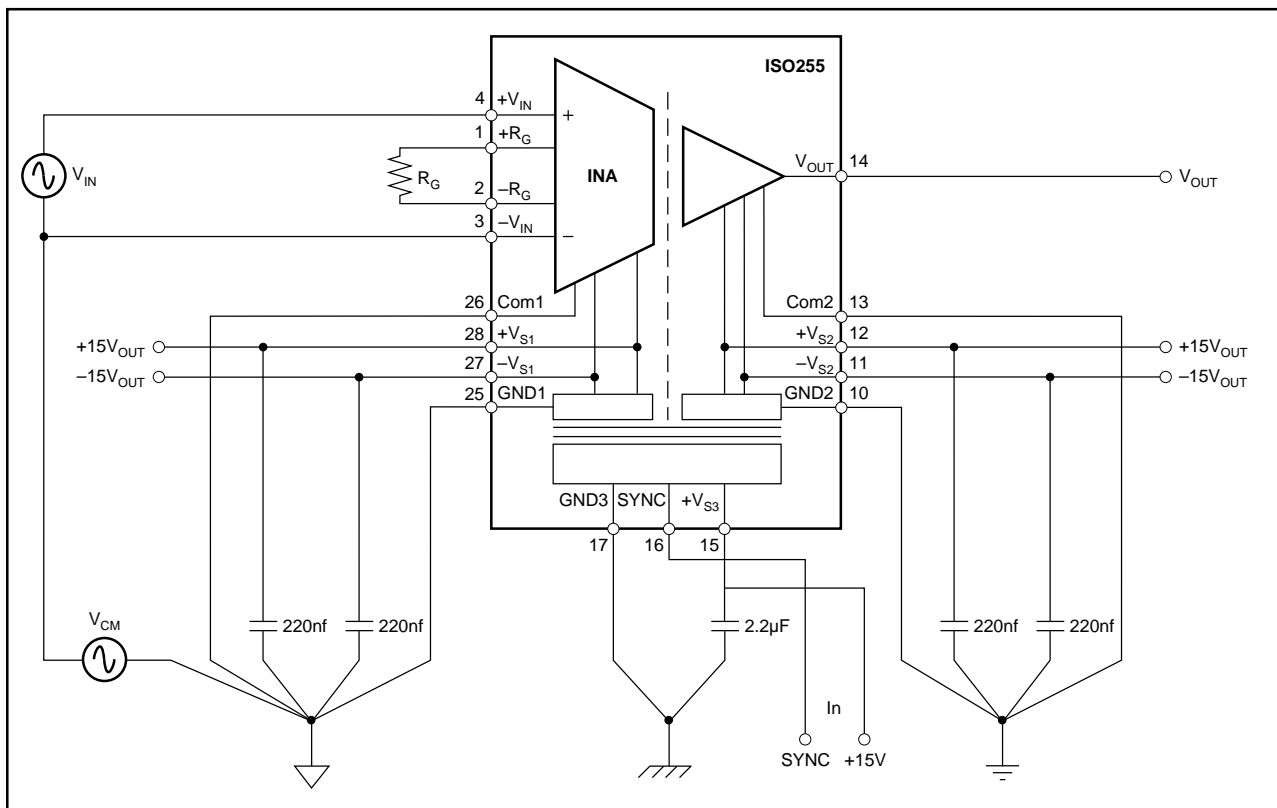 ISO255
4 +VIN
+
1 +RG
VIN
RG
INA
2 –RG
3 –VIN
–
VOUT 14
VOUT
26 Com1
28 +VS1
+15VOUT
27 –VS1
–15VOUT
25 GND1
Com2 13
+VS2 12
+15VOUT
–VS2 11
–15VOUT
GND2 10
GND3 SYNC +VS3
17 16 15
VCM
220nf 220nf
2.2µF
220nf 220nf
In
SYNC +15V